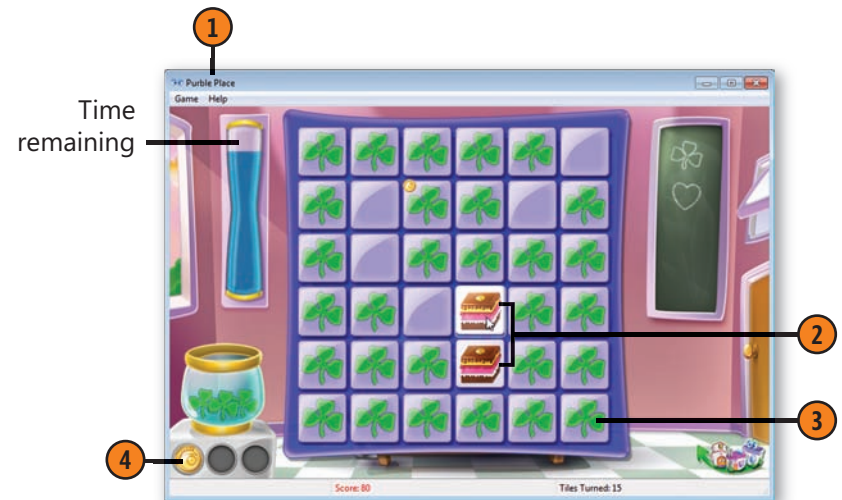 1
Purble Place
Game Help
Time
remaining
2
3
4
Score: 80
Tiles Turned: 15